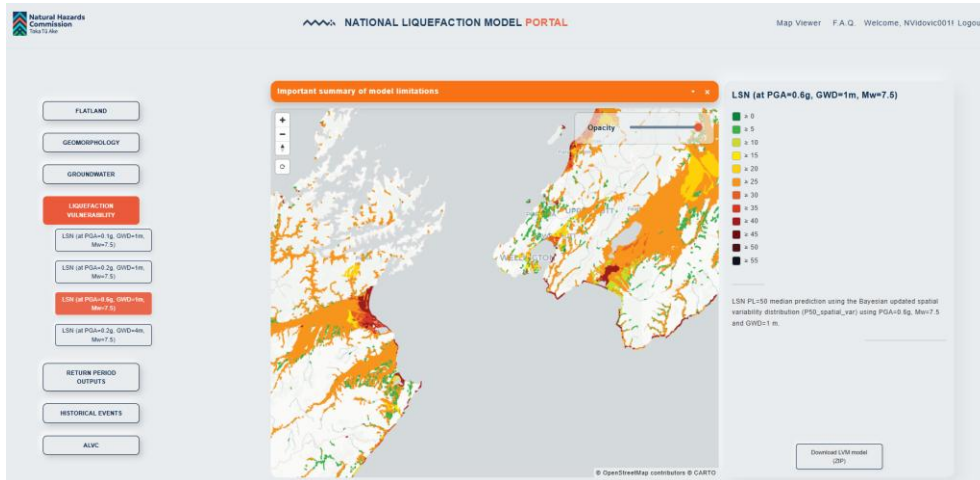 Natural Hazards
Commission
Toka Tū Ake
NATIONAL LIQUEFACTION MODEL PORTAL
Map Viewer
F.A.Q.
Welcome, NVidovic001! Logou
FLATLAND
GEOMORPHOLOGY
GROUNDWATER
LIQUEFACTION
VULNERABILITY
LSN (at PGA=0.1g, GWD=1m,
Mw=7.5)
LSN (at PGA=0.2g, GWD=1m,
Mw=7.5)
LSN (at PGA=0.6g, GWD=1m,
Mw=7.5)
LSN (at PGA=0.2g, GWD=4m,
Mw=7.5)
RETURN PERIOD
OUTPUTS
HISTORICAL EVENTS
ALVC
Important summary of model limitations
Opacity
WELLINGTON
© OpenStreetMap contributors © CARTO
LSN (at PGA=0.6g, GWD=1m, Mw=7.5)
≥ 0
≥ 5
≥ 10
≥ 15
≥ 20
≥ 25
≥ 30
≥ 35
≥ 40
≥ 45
≥ 50
≥ 55
LSN PL=50 median prediction using the Bayesian updated spatial
variability distribution (P50_spatial_var) using PGA=0.6g, Mw=7.5
and GWD=1 m.
Download LVM model
(ZIP)